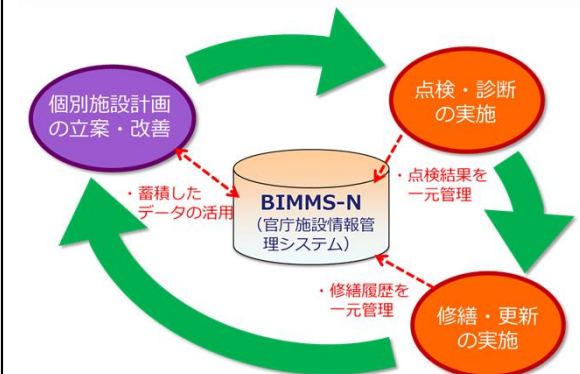 個別施設計画
の立案・改善
点検・診断
の実施
・蓄積した
データの活用
BIMMS-N
（官庁施設情報管
理システム）
・点検結果を
一元管理
・修繕履歴を
一元管理
修繕・更新
の実施